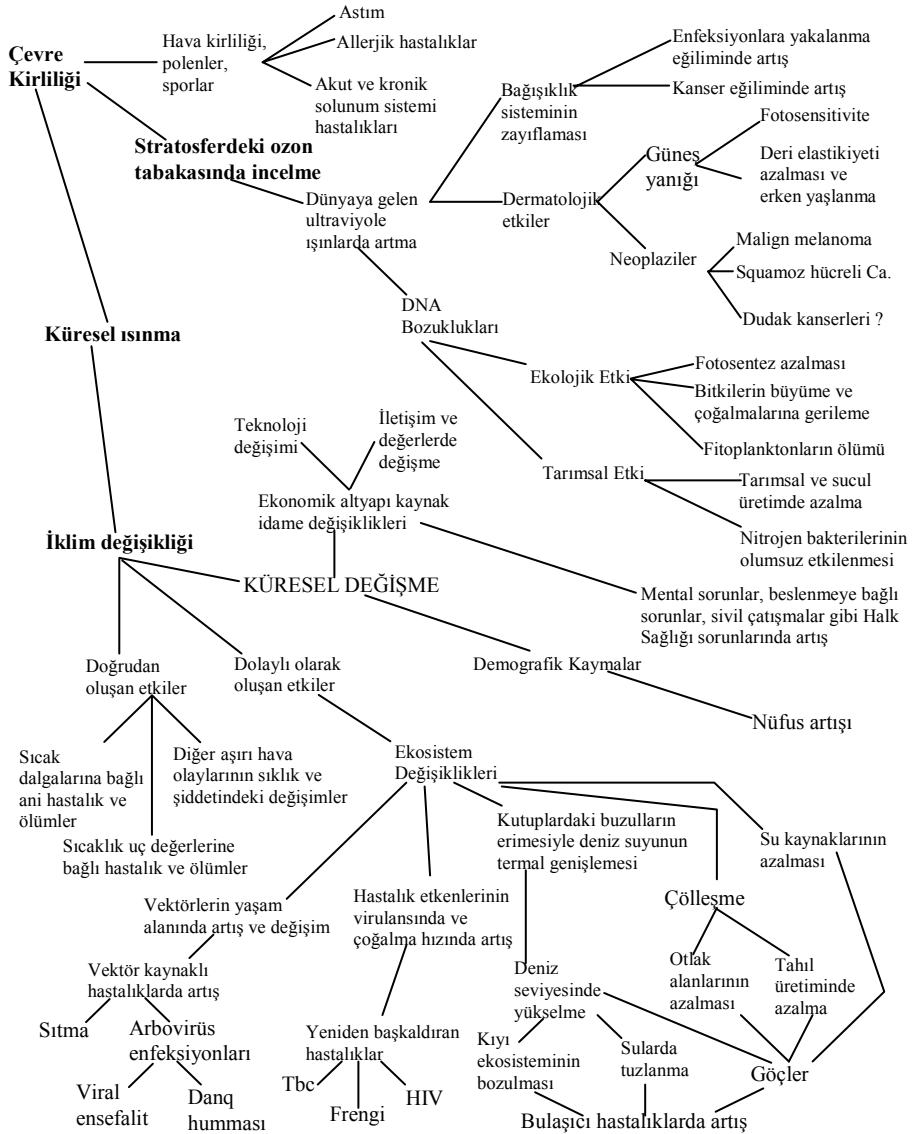 Çevre
Kirliliği
Hava kirliliği,
polenler,
sporlar
Astım
Allerjik hastalıklar
Akut ve kronik
solunum sistemi
hastalıkları
Stratosferdeki ozon
tabakasında incelme
Dünyaya gelen
ultraviyole
ışınlarda artma
Bağışıklık
sisteminin
zayıflaması
Enfeksiyonlara yakalanma
eğiliminde artış
Kanser eğiliminde artış
Dermatolojik
etkiler
Güneş
yanığı
Fotosensitivite
Deri elastikiyeti
azalması ve
erken yaşlanma
Neoplaziler
Malign melanoma
Squamoz hücreli Ca.
Dudak kanserleri ?
DNA
Bozuklukları
Ekolojik Etki
Fotosentez azalması
Bitkilerin büyüme ve
çoğalmalarına gerileme
Fitoplanktonların ölümü
Tarımsal Etki
Tarımsal ve sucul
üretimde azalma
Nitrojen bakterilerinin
olumsuz etkilenmesi
Küresel ısınma
Teknoloji
değişimi
İletişim ve
değerlerde
değişme
Ekonomik altyapı kaynak
idame değişiklikleri
İklim değişikliği
KÜRESEL DEĞİŞME
Mental sorunlar, beslenmeye bağlı
sorunlar, sivil çatışmalar gibi Halk
Sağlığı sorunlarında artış
Demografik Kaymalar
Nüfus artışı
Doğrudan
oluşan etkiler
Dolaylı olarak
oluşan etkiler
Sıcak
dalgalarına bağlı
ani hastalık ve
ölümler
Diğer aşırı hava
olaylarının sıklık ve
şiddetindeki değişimler
Sıcaklık uç değerlerine
bağlı hastalık ve ölümler
Ekosistem
Değişiklikleri
Kutuplardaki buzulların
erimesiyle deniz suyunun
termal genişlemesi
Su kaynaklarının
azalması
Vektörlerin yaşam
alanında artış ve değişim
Hastalık etkenlerinin
virulansında ve
çoğalma hızında artış
Çölleşme
Vektör kaynaklı
hastalıklarda artış
Deniz
seviyesinde
yükselme
Otlak
alanlarının
azalması
Tahıl
üretiminde
azalma
Sıtma
Arbovirüs
enfeksiyonları
Yeniden başkaldıran
hastalıklar
Kıyı
ekosisteminin
bozulması
Sularda
tuzlanma
Göçler
Viral
ensefalit
Danq
humması
Tbc
Frengi
HIV
Bulaşıcı hastalıklarda artış